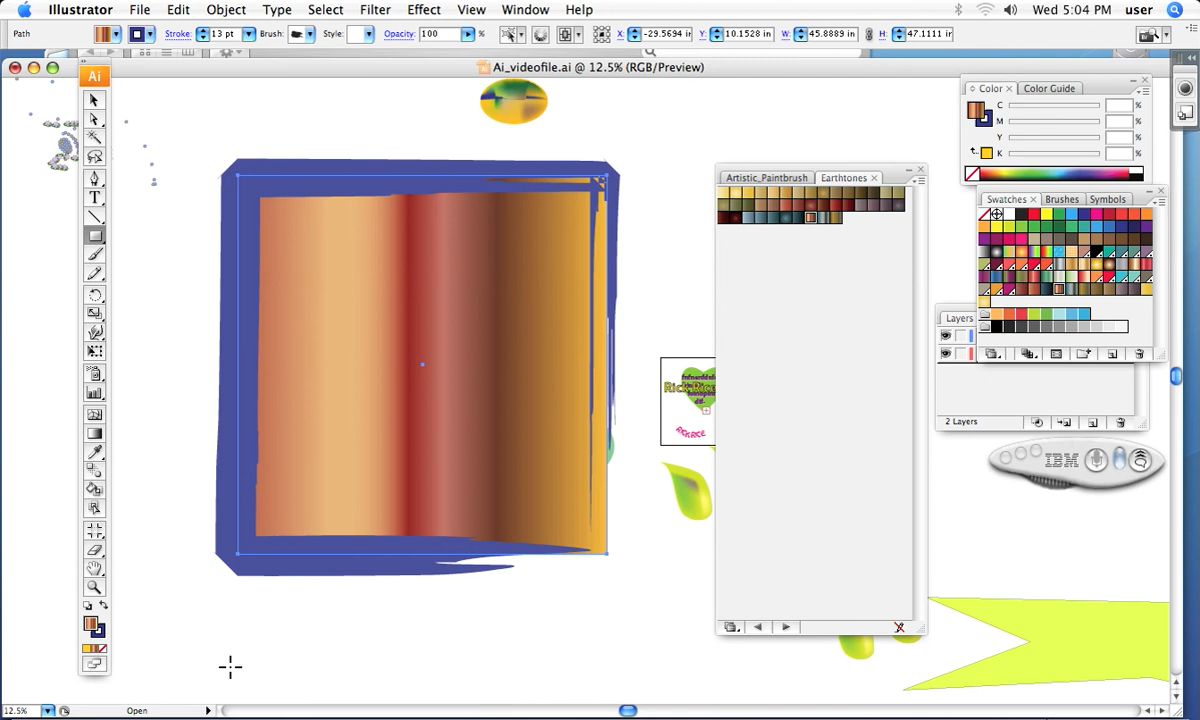 Illustrator File Edit Object Type Select Filter Effect View Window Help Wed 5:04 PM user
Path Stroke: 13 pt Brush: Style: Opacity: 100 % X: -29.5694 in Y: 10.1528 in W: 45.8889 in H: 47.1111 in
Ai_videofile.ai @ 12.5% (RGB/Preview)
Ai
Color Color Guide
C %
M %
Y %
K %
Artistic_Paintbrush Earthtones
Swatches Brushes Symbols
Layers
2 Layers
IBM
T
12.5% Open